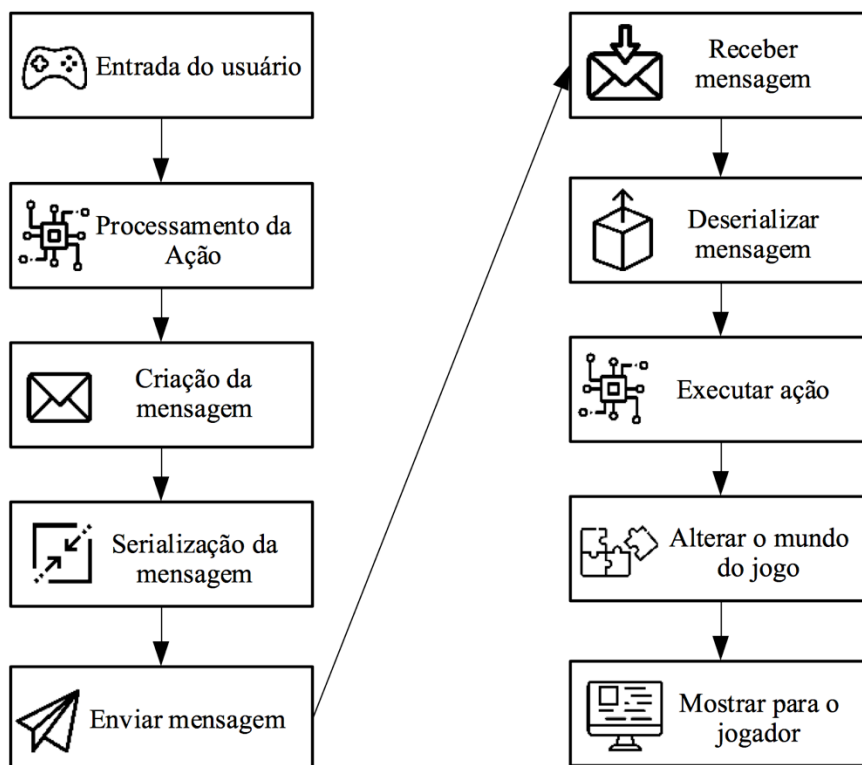 Entrada do usuário
Processamento da
Ação
Criação da
mensagem
Serialização da
mensagem
Enviar mensagem
Receber
mensagem
Deserializar
mensagem
Executar ação
Alterar o mundo
do jogo
Mostrar para o
jogador